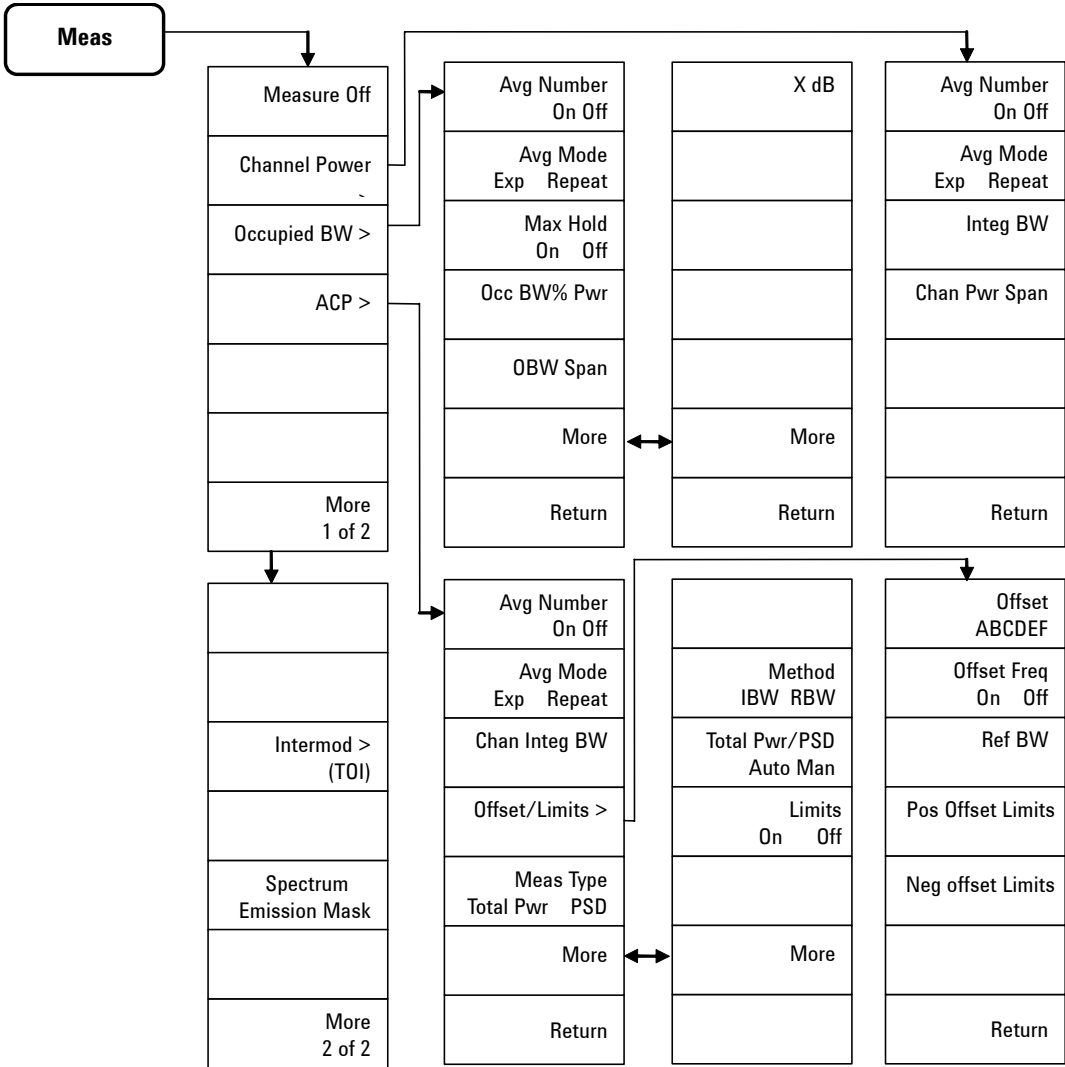 Meas
Measure Off
Channel Power
Occupied BW >
ACP >
More
1 of 2
Avg Number
On Off
Avg Mode
Exp Repeat
Max Hold
On Off
Occ BW% Pwr
OBW Span
More
Return
X dB
More
Return
Avg Number
On Off
Avg Mode
Exp Repeat
Integ BW
Chan Pwr Span
Return
Intermod >
(TOI)
Spectrum
Emission Mask
More
2 of 2
Avg Number
On Off
Avg Mode
Exp Repeat
Chan Integ BW
Offset/Limits >
Meas Type
Total Pwr PSD
More
Return
Method
IBW RBW
Total Pwr/PSD
Auto Man
Limits
On Off
More
Offset
ABCDEF
Offset Freq
On Off
Ref BW
Pos Offset Limits
Neg offset Limits
Return